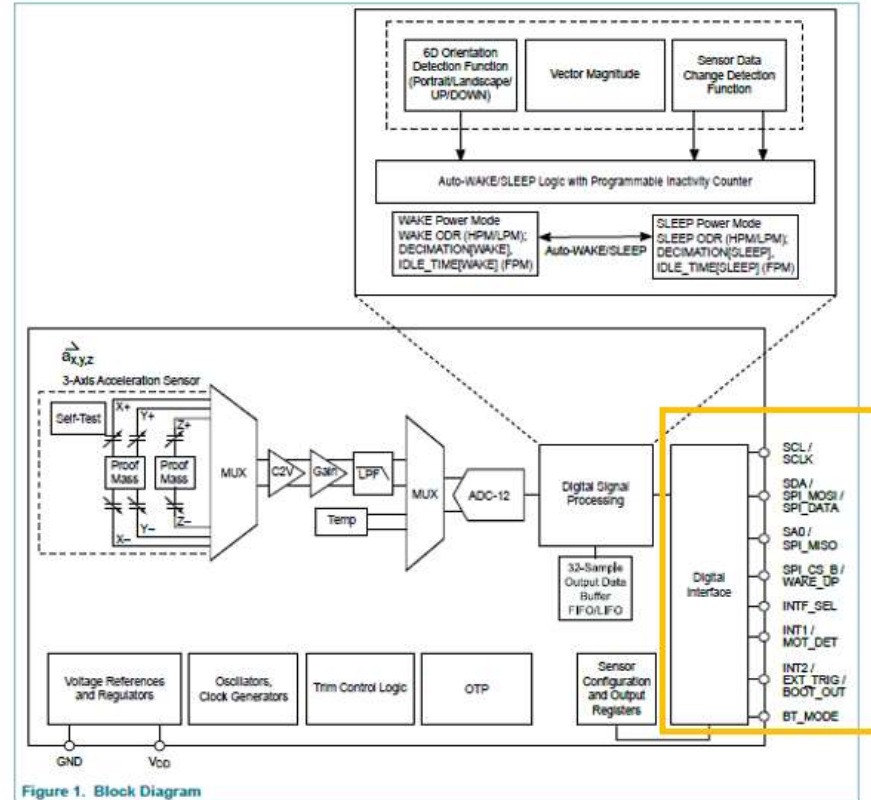 6D Orientation
Detection Function
(Portrait/Landscape/
UP/DOWN)
Vector Magnitude
Sensor Data
Change Detection
Function
Auto-WAKE/SLEEP Logic with Programmable Inactivity Counter
WAKE Power Mode
WAKE ODR (HPM/LPM);
DECIMATION[WAKE],
IDLE_TIME[WAKE] (FPM)
Auto-WAKE/SLEEP
SLEEP Power Mode
SLEEP ODR (HPM/LPM);
DECIMATION[SLEEP],
IDLE_TIME[SLEEP] (FPM)
ax,y,z
3-Axis Acceleration Sensor
Self-Test
X+
Y+
Z+
Proof
Mass
Proof
Mass
Z–
Y–
X–
MUX
C2V
Gain
LPF
Temp
MUX
ADC-12
Digital Signal
Processing
32-Sample
Output Data
Buffer
FIFO/LIFO
Digital
Interface
SCL /
SCLK
SDA /
SPI_MOSI /
SPI_DATA
SA0 /
SPI_MISO
SPI_CS_B /
WAKE_UP
INTF_SEL
INT1 /
MOT_DET
INT2 /
EXT_TRIG /
BOOT_OUT
BT_MODE
Voltage References
and Regulators
Oscillators,
Clock Generators
Trim Control Logic
OTP
Sensor
Configuration
and Output
Registers
GND
VDD
Figure 1. Block Diagram